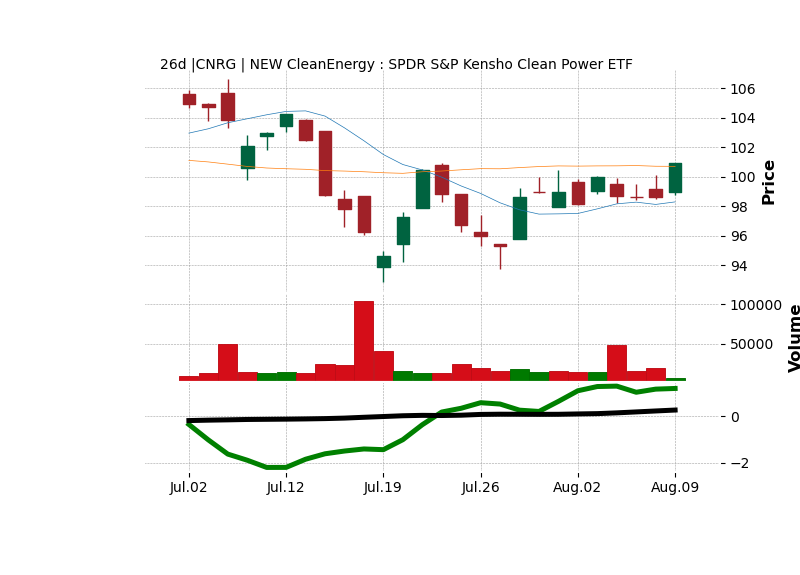 26d |CNRG | NEW CleanEnergy : SPDR S&P Kensho Clean Power ETF
106
104
102
100
98
96
94
Price
100000
50000
Volume
0
−2
Jul.02 Jul.12 Jul.19 Jul.26 Aug.02 Aug.09